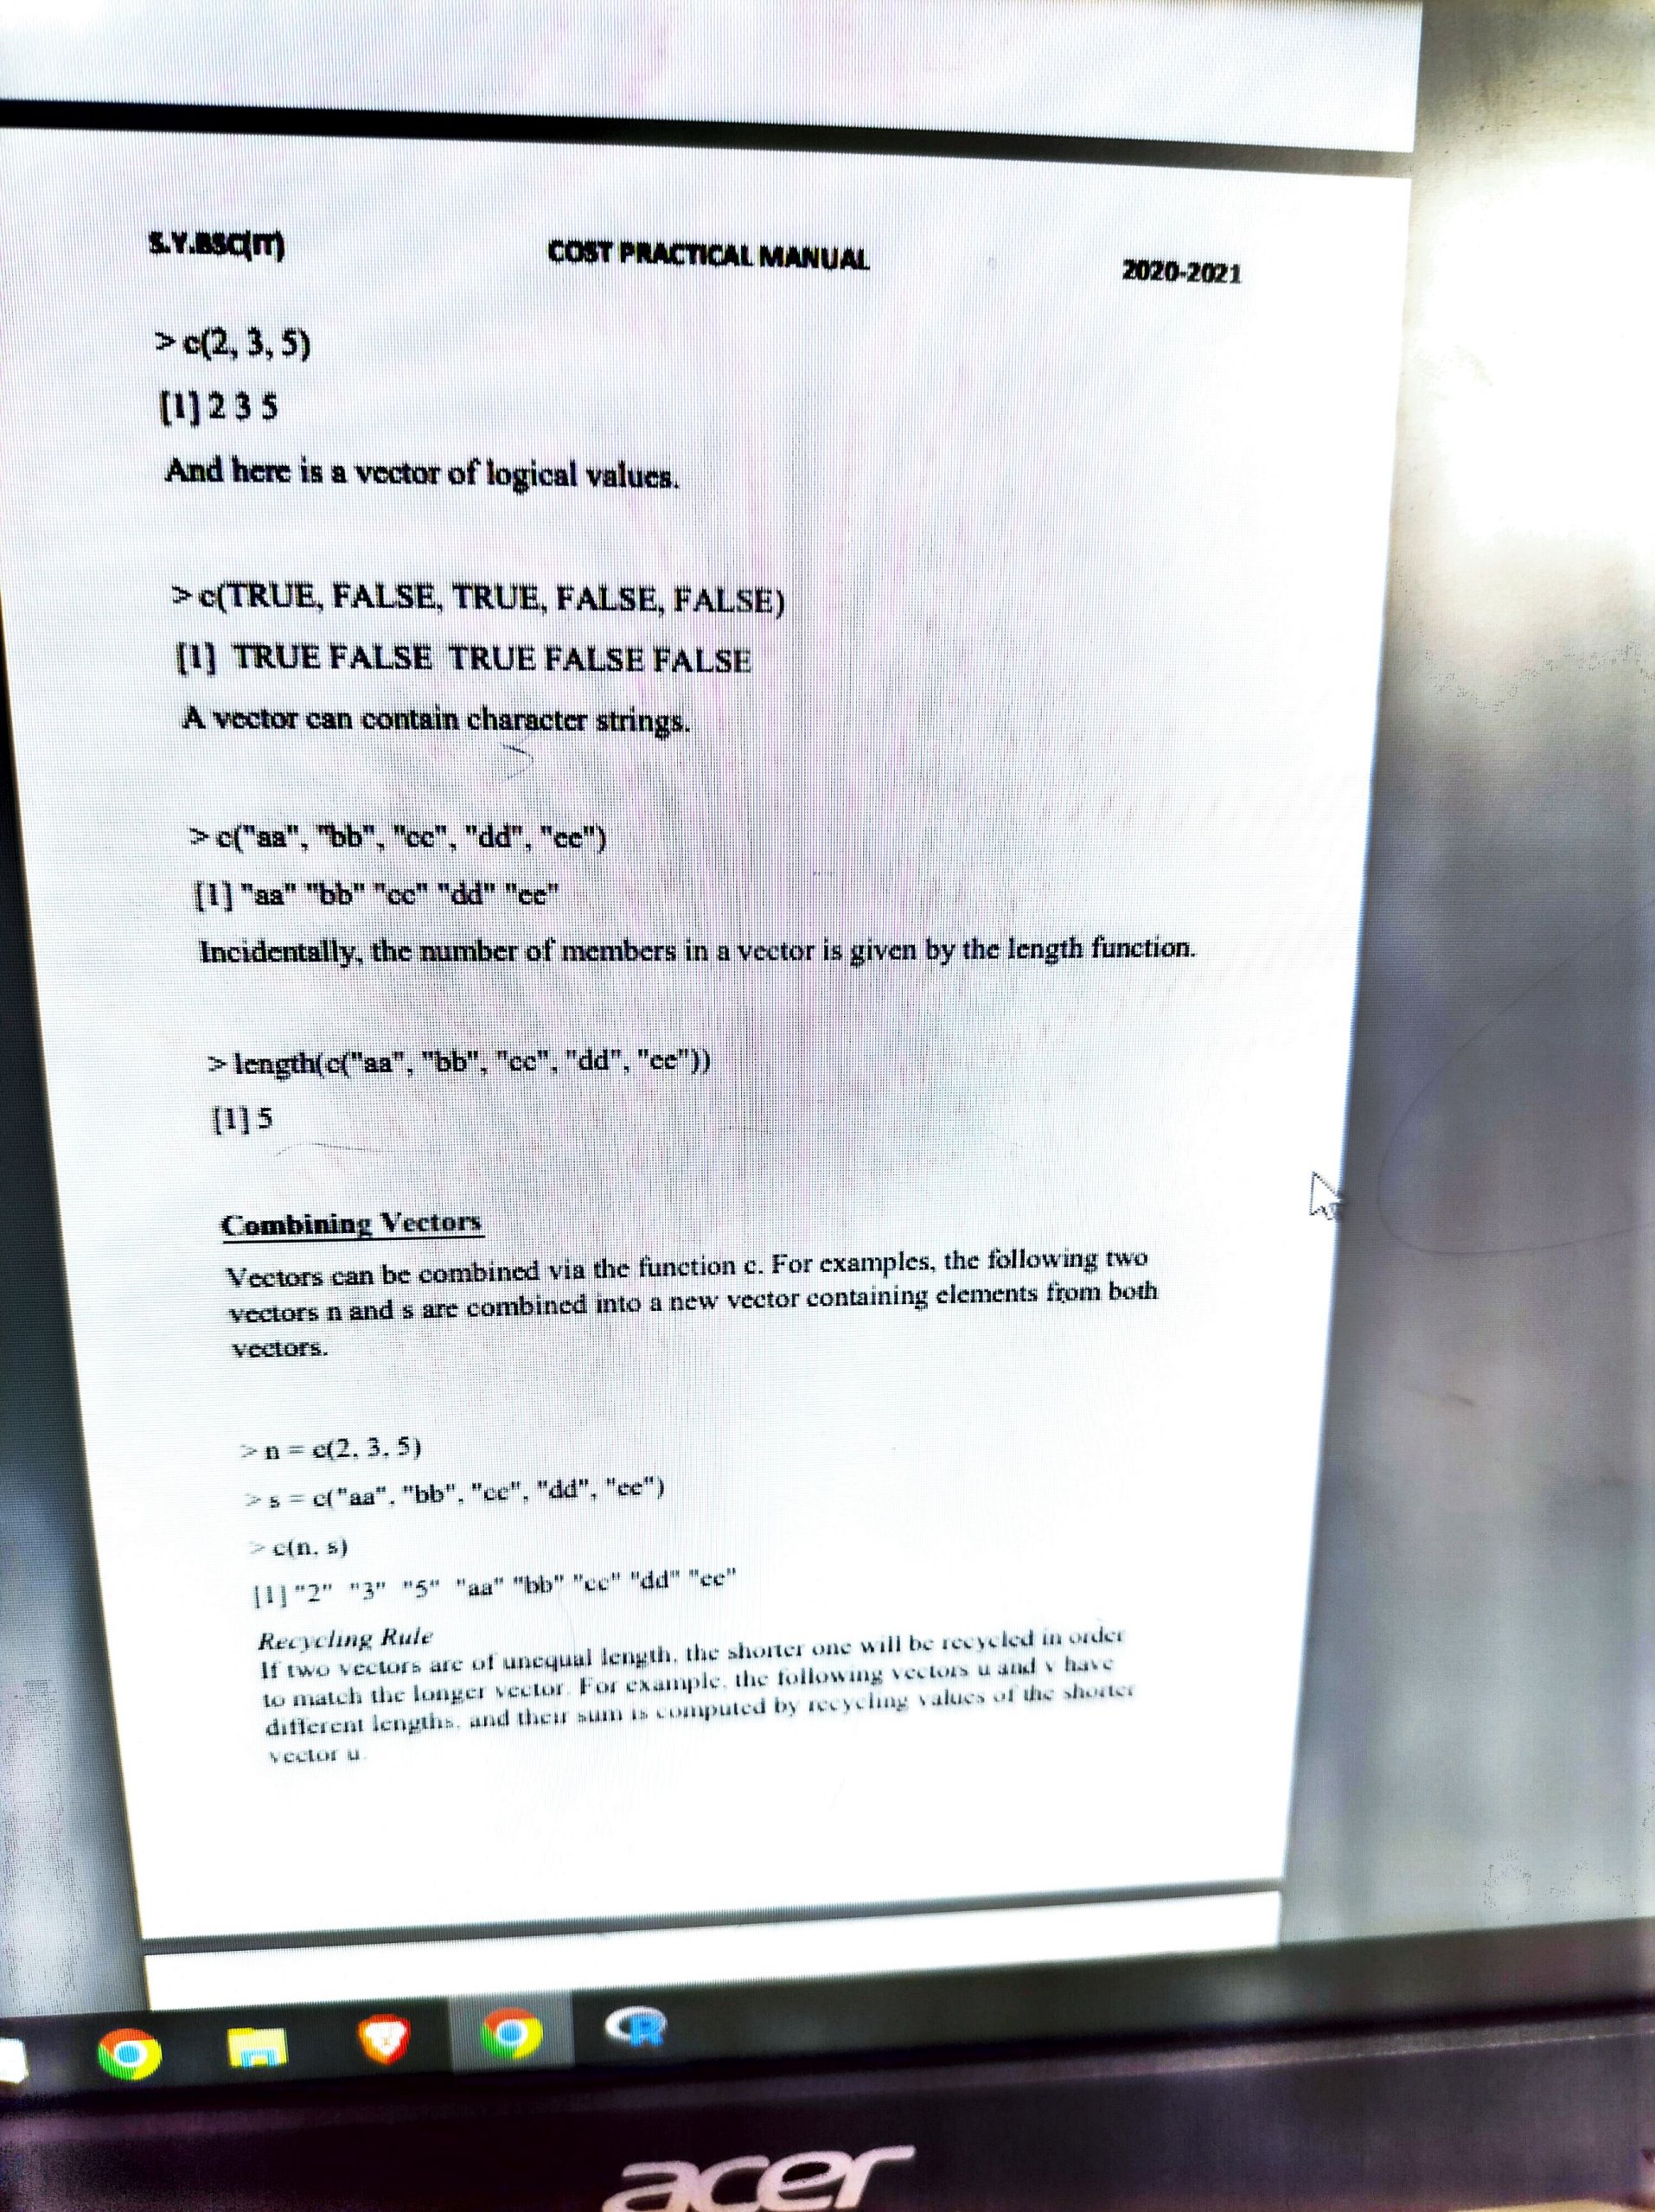 S.Y.BSC(IT) COST PRACTICAL MANUAL 2020-2021
> c(2, 3, 5)
[1] 2 3 5
And here is a vector of logical values.
> c(TRUE, FALSE, TRUE, FALSE, FALSE)
[1] TRUE FALSE TRUE FALSE FALSE
A vector can contain character strings.
> c("aa", "bb", "cc", "dd", "ee")
[1] "aa" "bb" "cc" "dd" "ee"
Incidentally, the number of members in a vector is given by the length function.
> length(c("aa", "bb", "cc", "dd", "ee"))
[1] 5
Combining Vectors
Vectors can be combined via the function c. For examples, the following two
vectors n and s are combined into a new vector containing elements from both
vectors.
> n = c(2, 3, 5)
> s = c("aa", "bb", "cc", "dd", "ee")
> c(n, s)
[1] "2" "3" "5" "aa" "bb" "cc" "dd" "ee"
Recycling Rule
If two vectors are of unequal length, the shorter one will be recycled in order
to match the longer vector. For example, the following vectors u and v have
different lengths, and their sum is computed by recycling values of the shorter
vector u.
R
acer